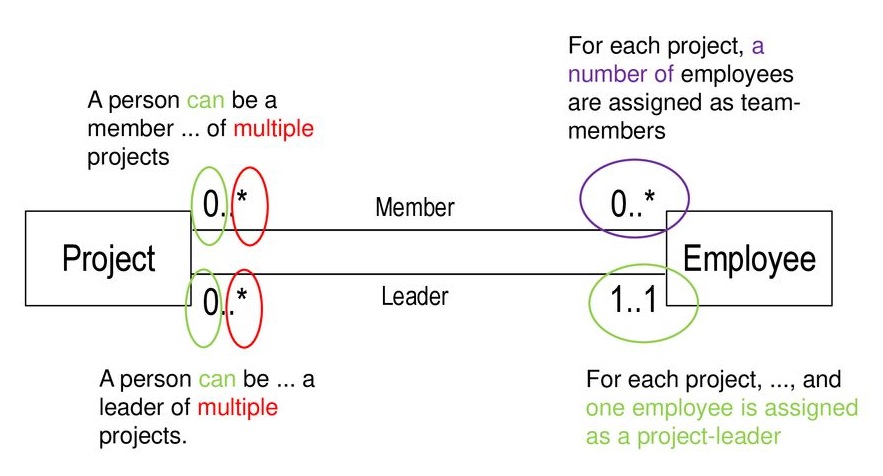 For each project, a
number of employees
are assigned as team-
members
A person can be a
member ... of multiple
projects
0..*
Member
0..*
Project
Employee
0..*
Leader
1..1
A person can be ... a
leader of multiple
projects.
For each project, ..., and
one employee is assigned
as a project-leader